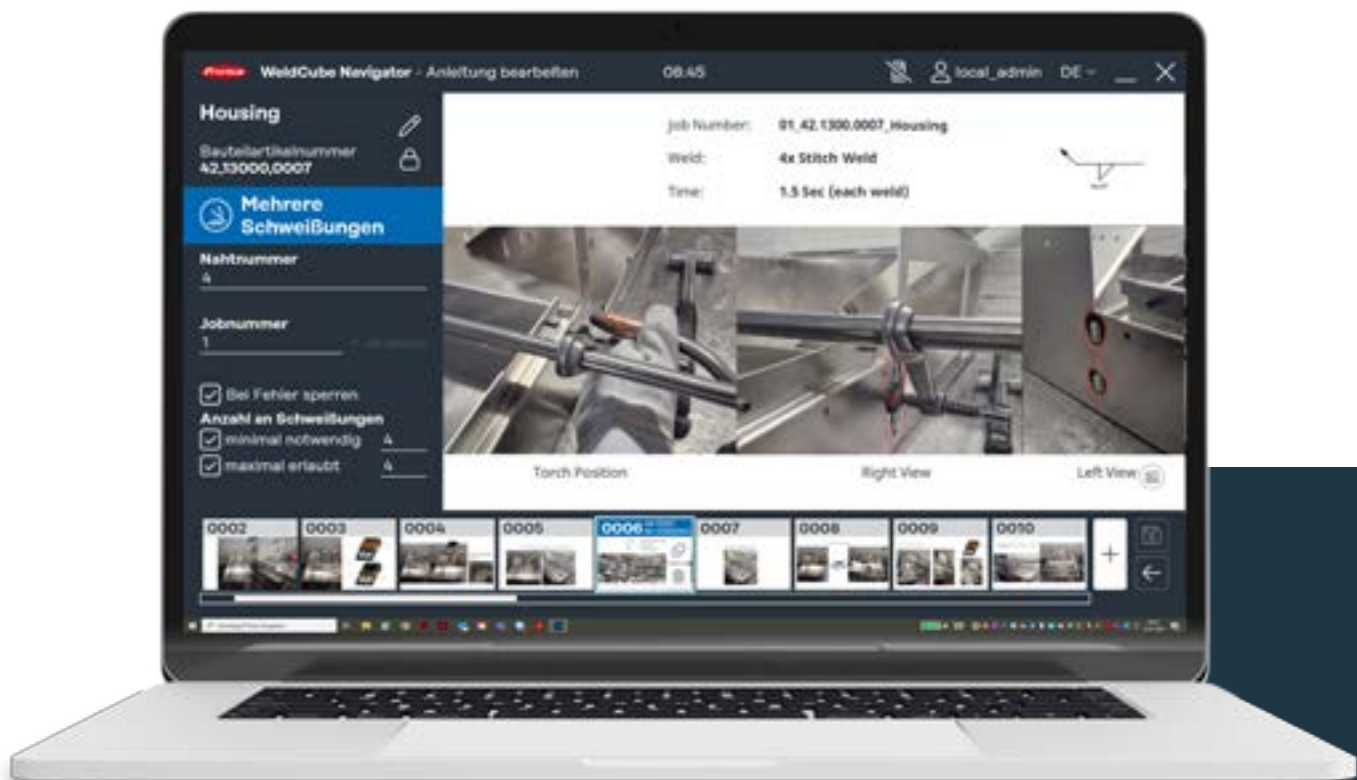 Fronius WeldCube Navigator - Anleitung bearbeiten 08:45 local_admin DE
Housing
Bauteilartikelnummer
42,13000,0007
Mehrere
Schweißungen
Nahtnummer
4
Jobnummer
1
Bei Fehler sperren
Anzahl an Schweißungen
minimal notwendig 4
maximal erlaubt 4
Job Number: 01_42.1300.0007_Housing
Weld: 4x Stitch Weld
Time: 1.5 Sec (each weld)
Torch Position Right View Left View
0002 0003 0004 0005 0006 0007 0008 0009 0010